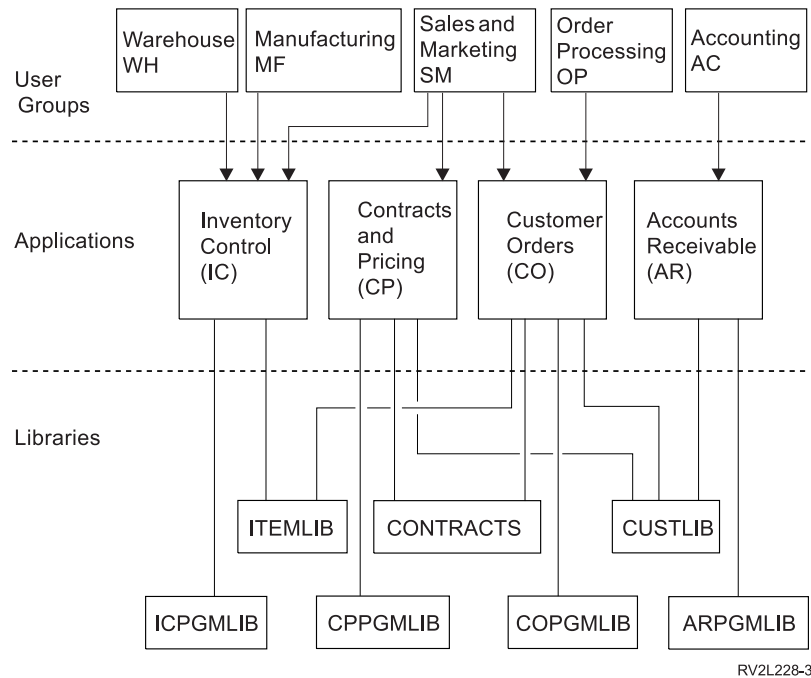 Warehouse
WH
Manufacturing
MF
Sales and
Marketing
SM
Order
Processing
OP
Accounting
AC
User
Groups
Applications
Inventory
Control
(IC)
Contracts
and
Pricing
(CP)
Customer
Orders
(CO)
Accounts
Receivable
(AR)
Libraries
ITEMLIB
CONTRACTS
CUSTLIB
ICPGMLIB
CPPGMLIB
COPGMLIB
ARPGMLIB
RV2L228-3